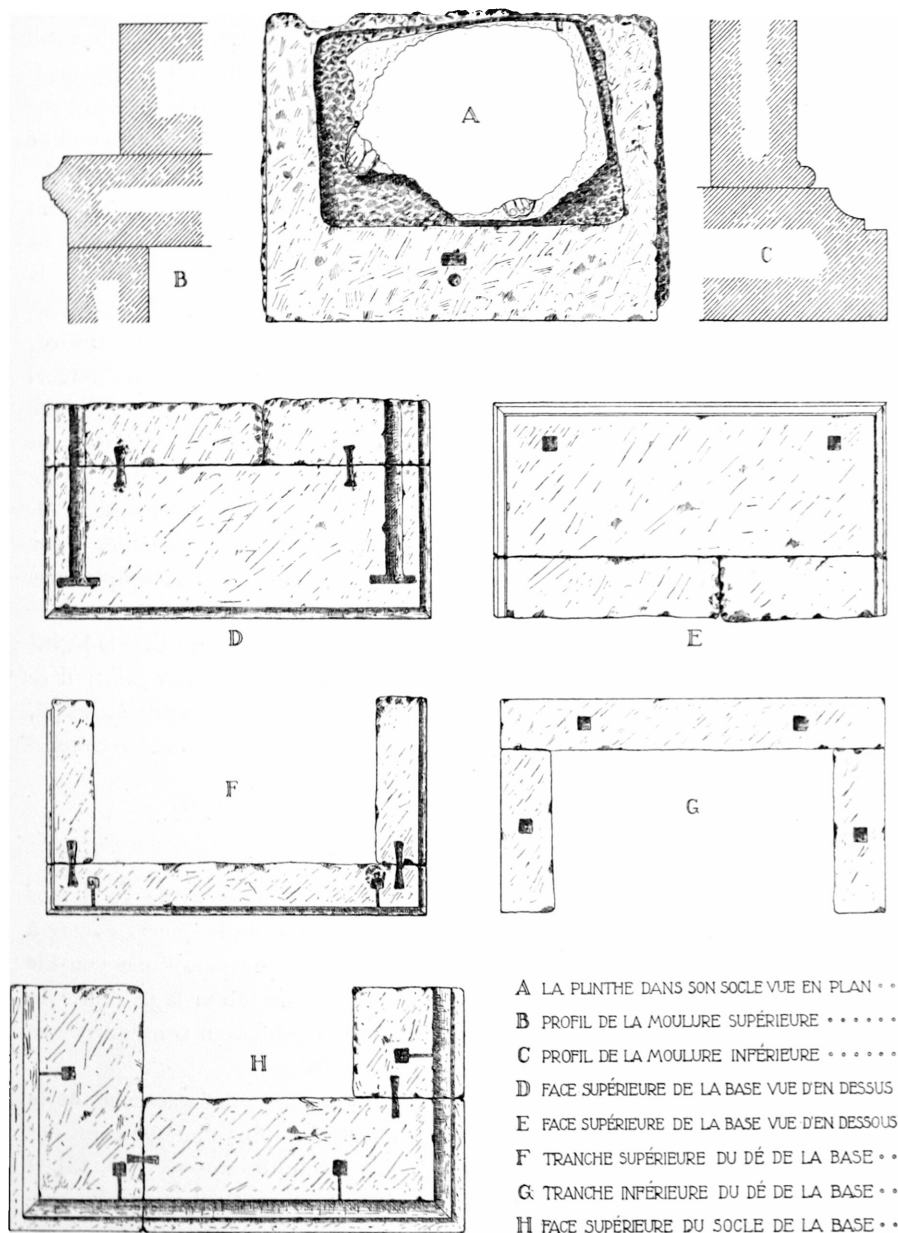 A
B
C
D
E
F
G
H
A LA PLINTHE DANS SON SOCLE VUE EN PLAN
B PROFIL DE LA MOULURE SUPÉRIEURE
C PROFIL DE LA MOULURE INFÉRIEURE
D FACE SUPÉRIEURE DE LA BASE VUE D'EN DESSUS
E FACE SUPÉRIEURE DE LA BASE VUE D'EN DESSOUS
F TRANCHE SUPÉRIEURE DU DÉ DE LA BASE
G TRANCHE INFÉRIEURE DU DÉ DE LA BASE
H FACE SUPÉRIEURE DU SOCLE DE LA BASE